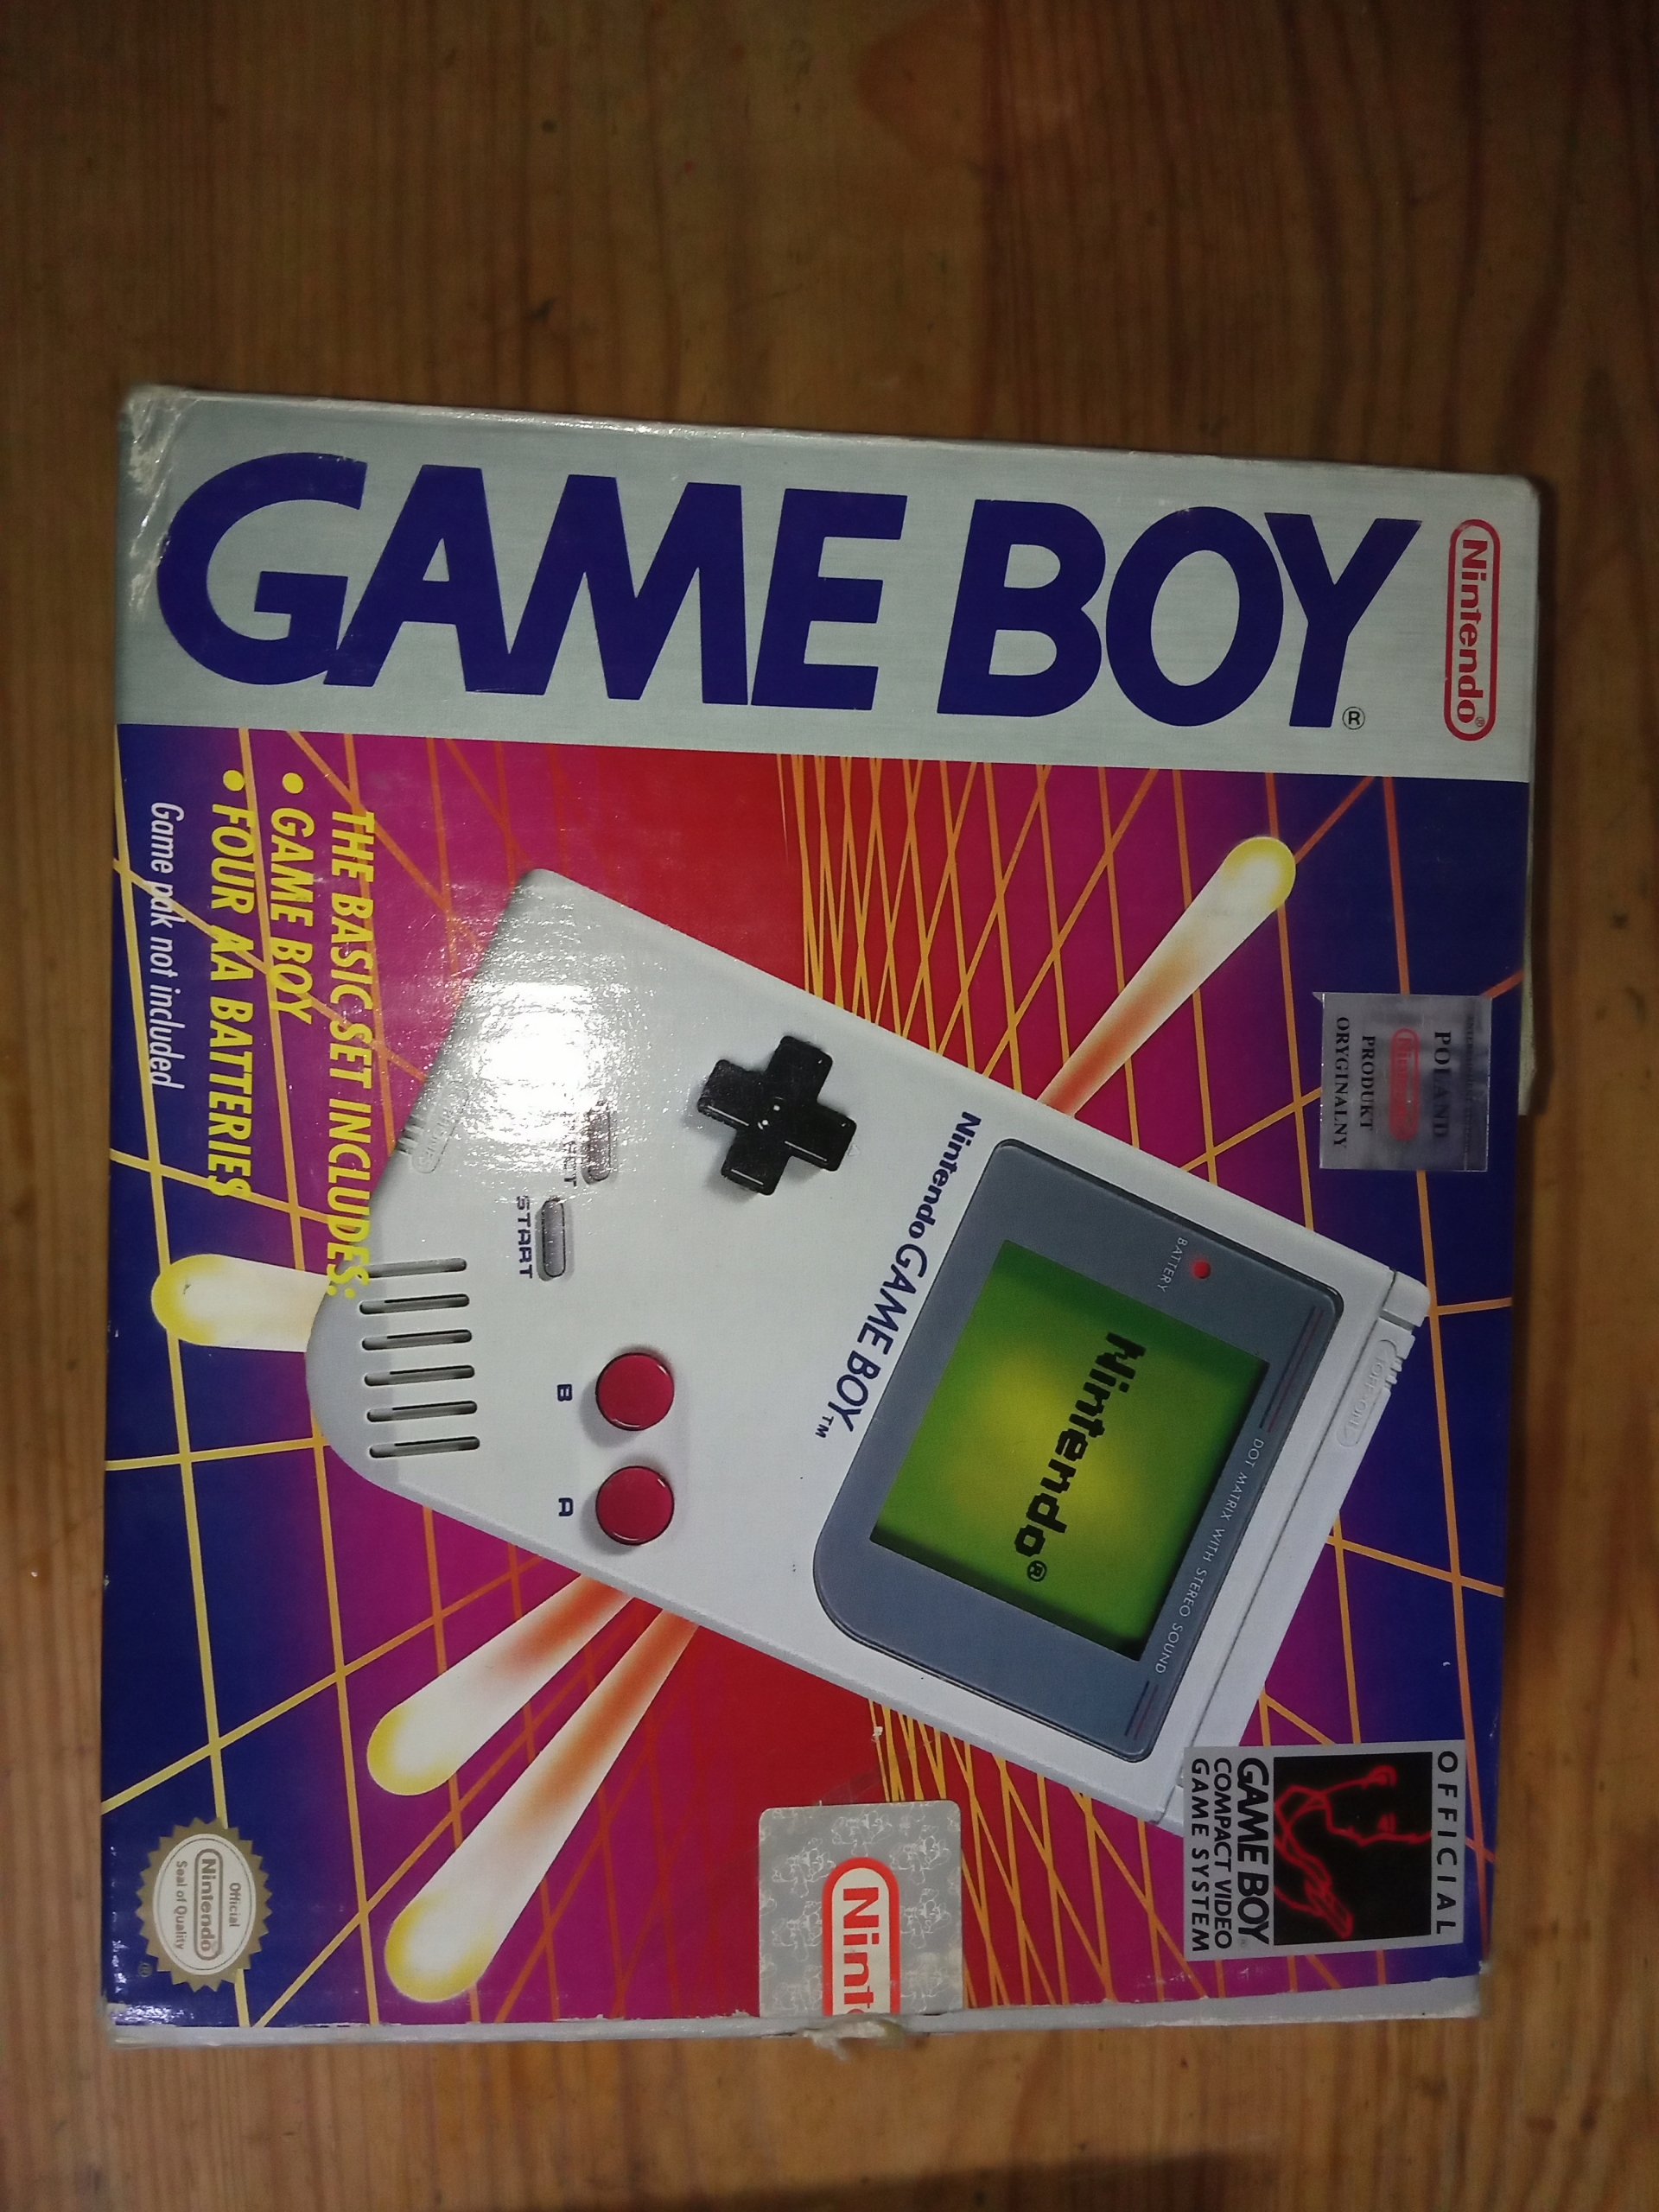 GAME BOY®
Nintendo®
THE BASIC SET INCLUDES:
• GAME BOY
• FOUR AA BATTERIES
Game pak not included
POLAND
Nintendo
PRODUKT
ORYGINALNY
BATTERY
DOT MATRIX WITH STEREO SOUND
Nintendo®
Nintendo GAME BOY™
START
B
A
OFFICIAL
GAME BOY
COMPACT VIDEO
GAME SYSTEM
Official
Nintendo
Seal of Quality
®
Nint